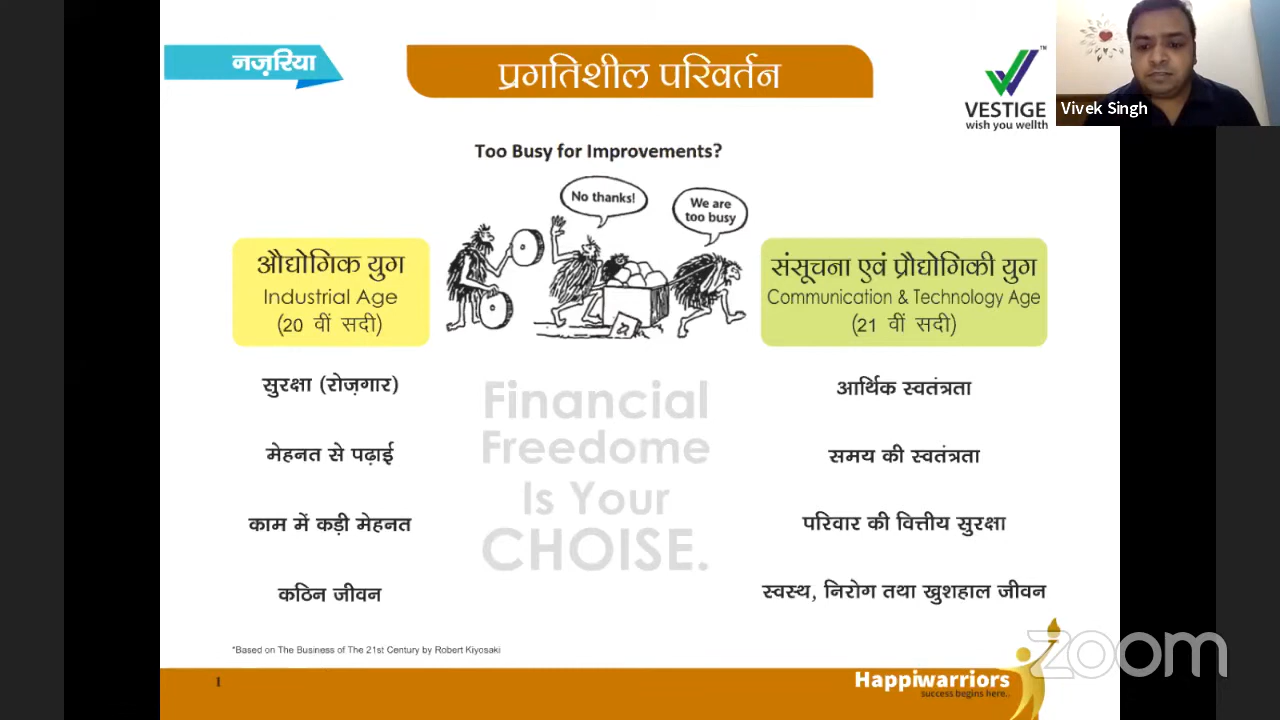 नज़रिया
प्रगतिशील परिवर्तन
VESTIGE
TM
wish you wellth
Vivek Singh
Too Busy for Improvements?
No thanks!
We are
too busy
औद्योगिक युग
Industrial Age
(20 वीं सदी)
संसूचना एवं प्रौद्योगिकी युग
Communication & Technology Age
(21 वीं सदी)
सुरक्षा (रोज़गार)
मेहनत से पढ़ाई
काम में कड़ी मेहनत
कठिन जीवन
Financial
Freedome
Is Your
CHOISE.
आर्थिक स्वतंत्रता
समय की स्वतंत्रता
परिवार की वित्तीय सुरक्षा
स्वस्थ, निरोग तथा खुशहाल जीवन
*Based on The Business of The 21st Century by Robert Kiyosaki
1
Happiwarriors
success begins here..
zoom